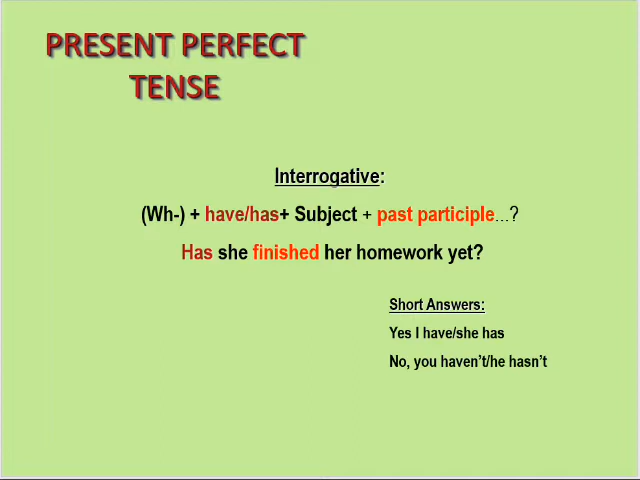 PRESENT PERFECT
TENSE
Interrogative:
(Wh-) + have/has+ Subject + past participle...?
Has she finished her homework yet?
Short Answers:
Yes I have/she has
No, you haven't/he hasn't